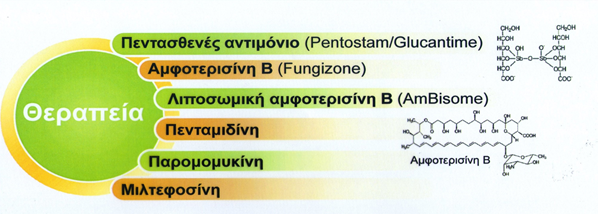 Θεραπεία
Πεντασθενές αντιμόνιο (Pentostam/Glucantime)
Αμφοτερισίνη Β (Fungizone)
Λιποσωμική αμφοτερισίνη Β (AmBisome)
Πενταμιδίνη
Παρομομυκίνη
Μιλτεφοσίνη
Αμφοτερισίνη Β